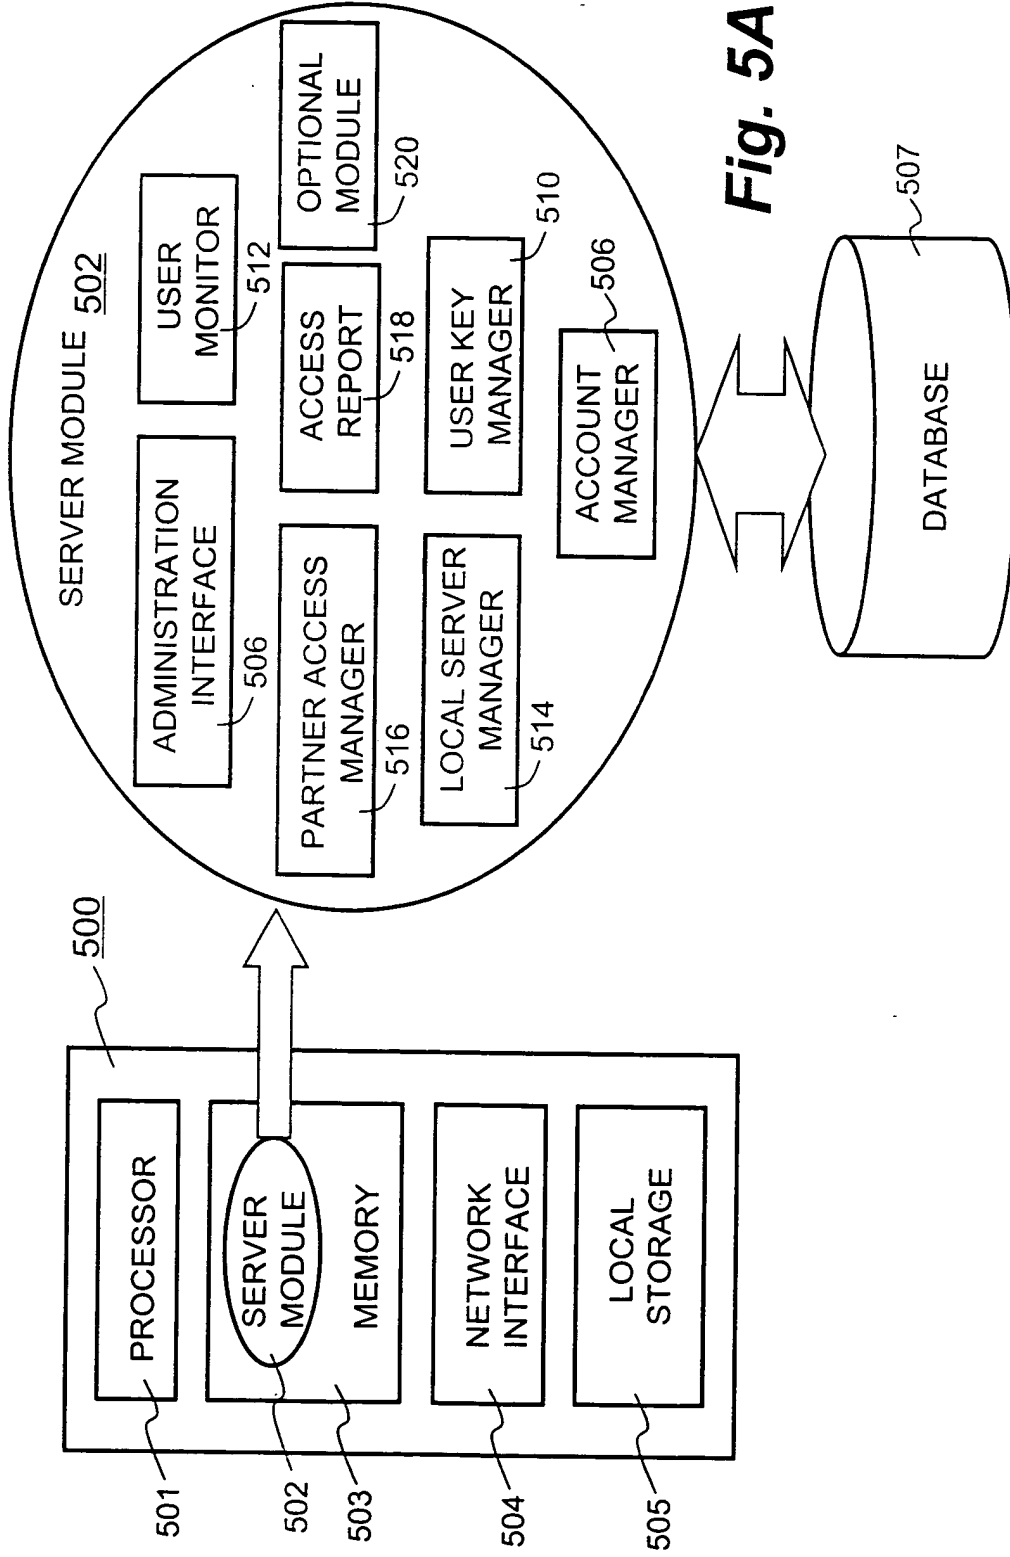 500
PROCESSOR
501
SERVER
MODULE
502
MEMORY
503
NETWORK
INTERFACE
504
LOCAL
STORAGE
505
SERVER MODULE 502
ADMINISTRATION
INTERFACE
506
USER
MONITOR
512
PARTNER ACCESS
MANAGER
516
ACCESS
REPORT
518
OPTIONAL
MODULE
520
LOCAL SERVER
MANAGER
514
USER KEY
MANAGER
510
ACCOUNT
MANAGER
506
DATABASE
507
Fig. 5A